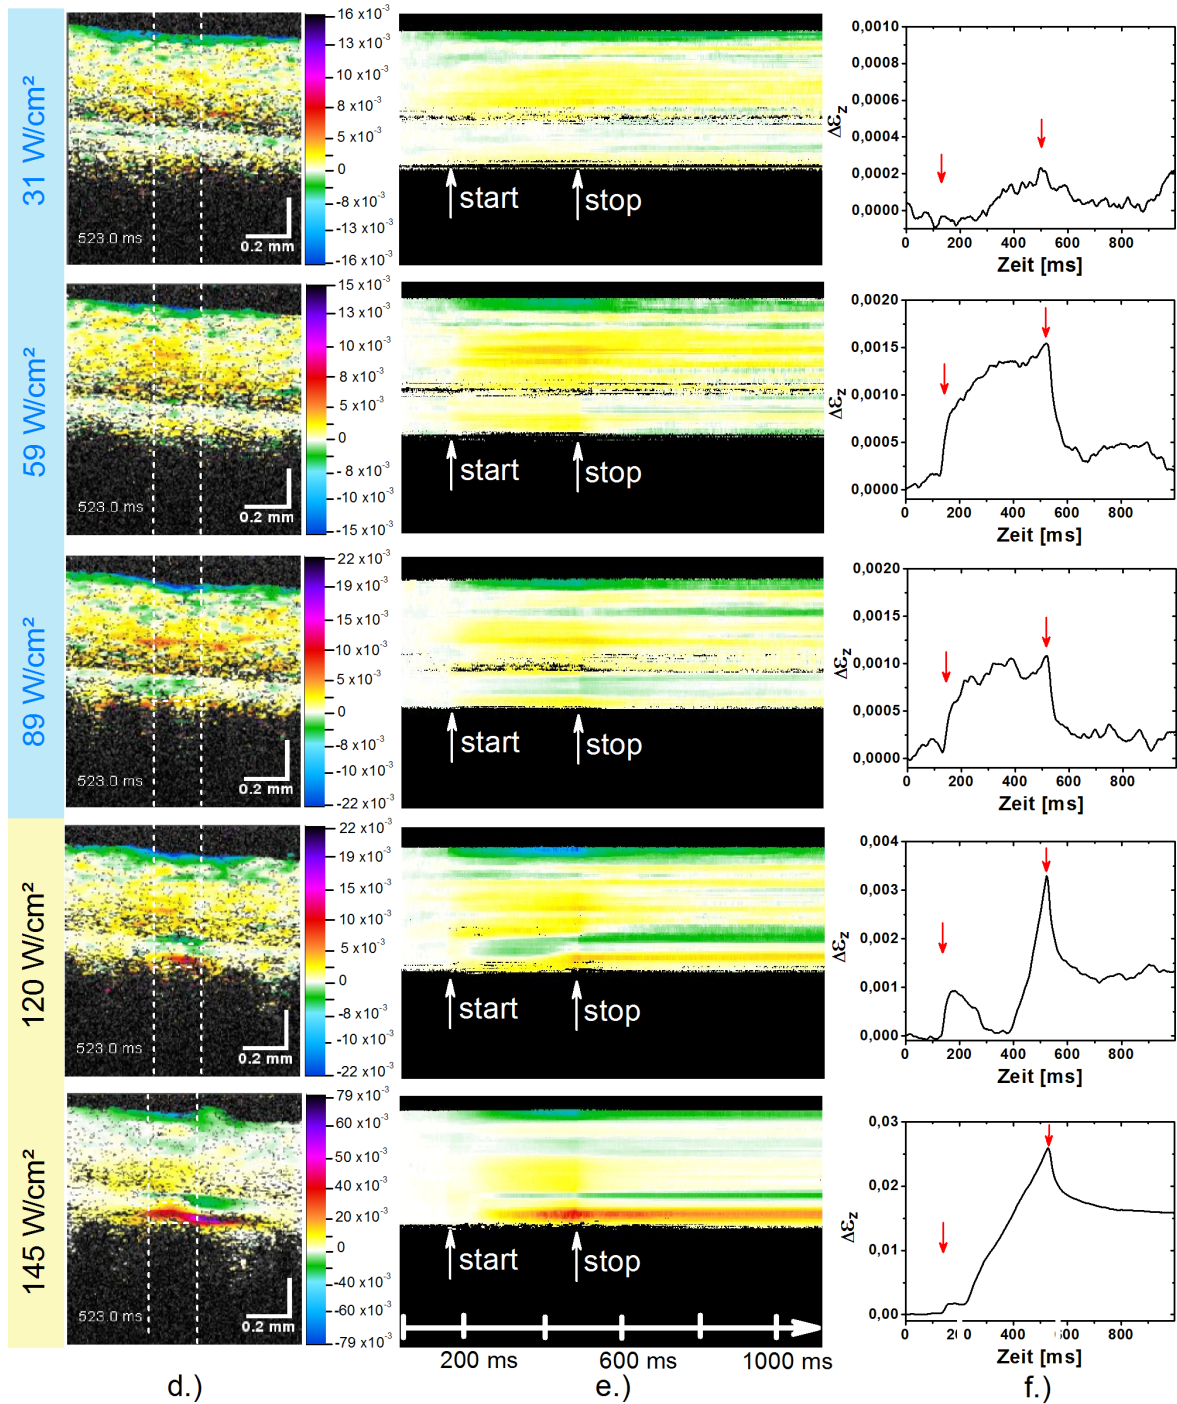 31 W/cm²
16 x10⁻³
13 x10⁻³
10 x10⁻³
8 x10⁻³
5 x10⁻³
0
-5 x10⁻³
-8 x10⁻³
-13 x10⁻³
-16 x10⁻³
523.0 ms
0.2 mm
start
stop
0,0010
0,0008
0,0006
0,0004
0,0002
0,0000
Δεz
0 200 400 600 800
Zeit [ms]
59 W/cm²
15 x10⁻³
13 x10⁻³
10 x10⁻³
8 x10⁻³
5 x10⁻³
0
-8 x10⁻³
-10 x10⁻³
-15 x10⁻³
523.0 ms
0.2 mm
start
stop
0,0020
0,0015
0,0010
0,0005
0,0000
Δεz
0 200 400 600 800
Zeit [ms]
89 W/cm²
22 x10⁻³
19 x10⁻³
15 x10⁻³
10 x10⁻³
5 x10⁻³
0
-8 x10⁻³
-10 x10⁻³
-22 x10⁻³
523.0 ms
0.2 mm
start
stop
0,0020
0,0015
0,0010
0,0005
0,0000
Δεz
0 200 400 600 800
Zeit [ms]
120 W/cm²
22 x10⁻³
19 x10⁻³
15 x10⁻³
10 x10⁻³
5 x10⁻³
0
-8 x10⁻³
-10 x10⁻³
-22 x10⁻³
523.0 ms
0.2 mm
start
stop
0,004
0,003
0,002
0,001
0,000
Δεz
0 200 400 600 800
Zeit [ms]
145 W/cm²
79 x10⁻³
60 x10⁻³
50 x10⁻³
40 x10⁻³
20 x10⁻³
0
-40 x10⁻³
-60 x10⁻³
-79 x10⁻³
523.0 ms
0.2 mm
start
stop
200 ms
600 ms
1000 ms
0,03
0,02
0,01
0,00
Δεz
0 2 0 400 600 800
Zeit [ms]
d.)
e.)
f.)